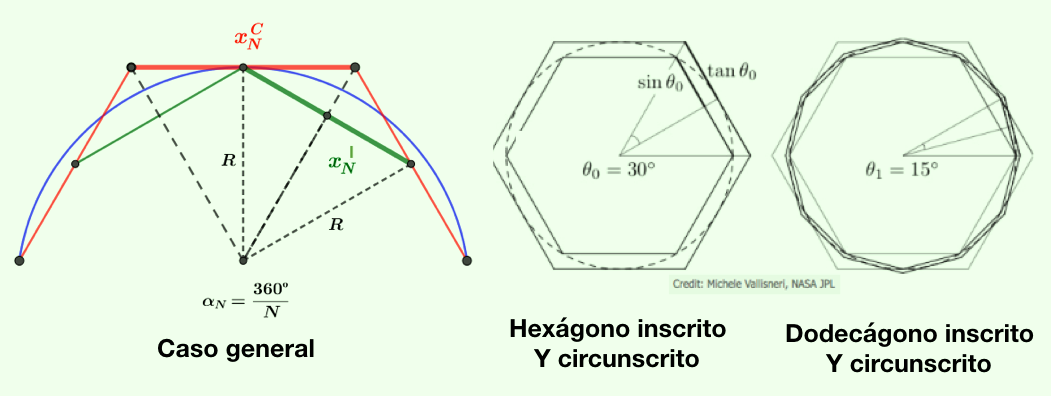 x_N^C
R
x_N^I
R
α_N = 360º/N
Caso general
sin θ₀
tan θ₀
θ₀ = 30°
θ₁ = 15°
Credit: Michele Vallisneri, NASA JPL
Hexágono inscrito
Y circunscrito
Dodecágono inscrito
Y circunscrito